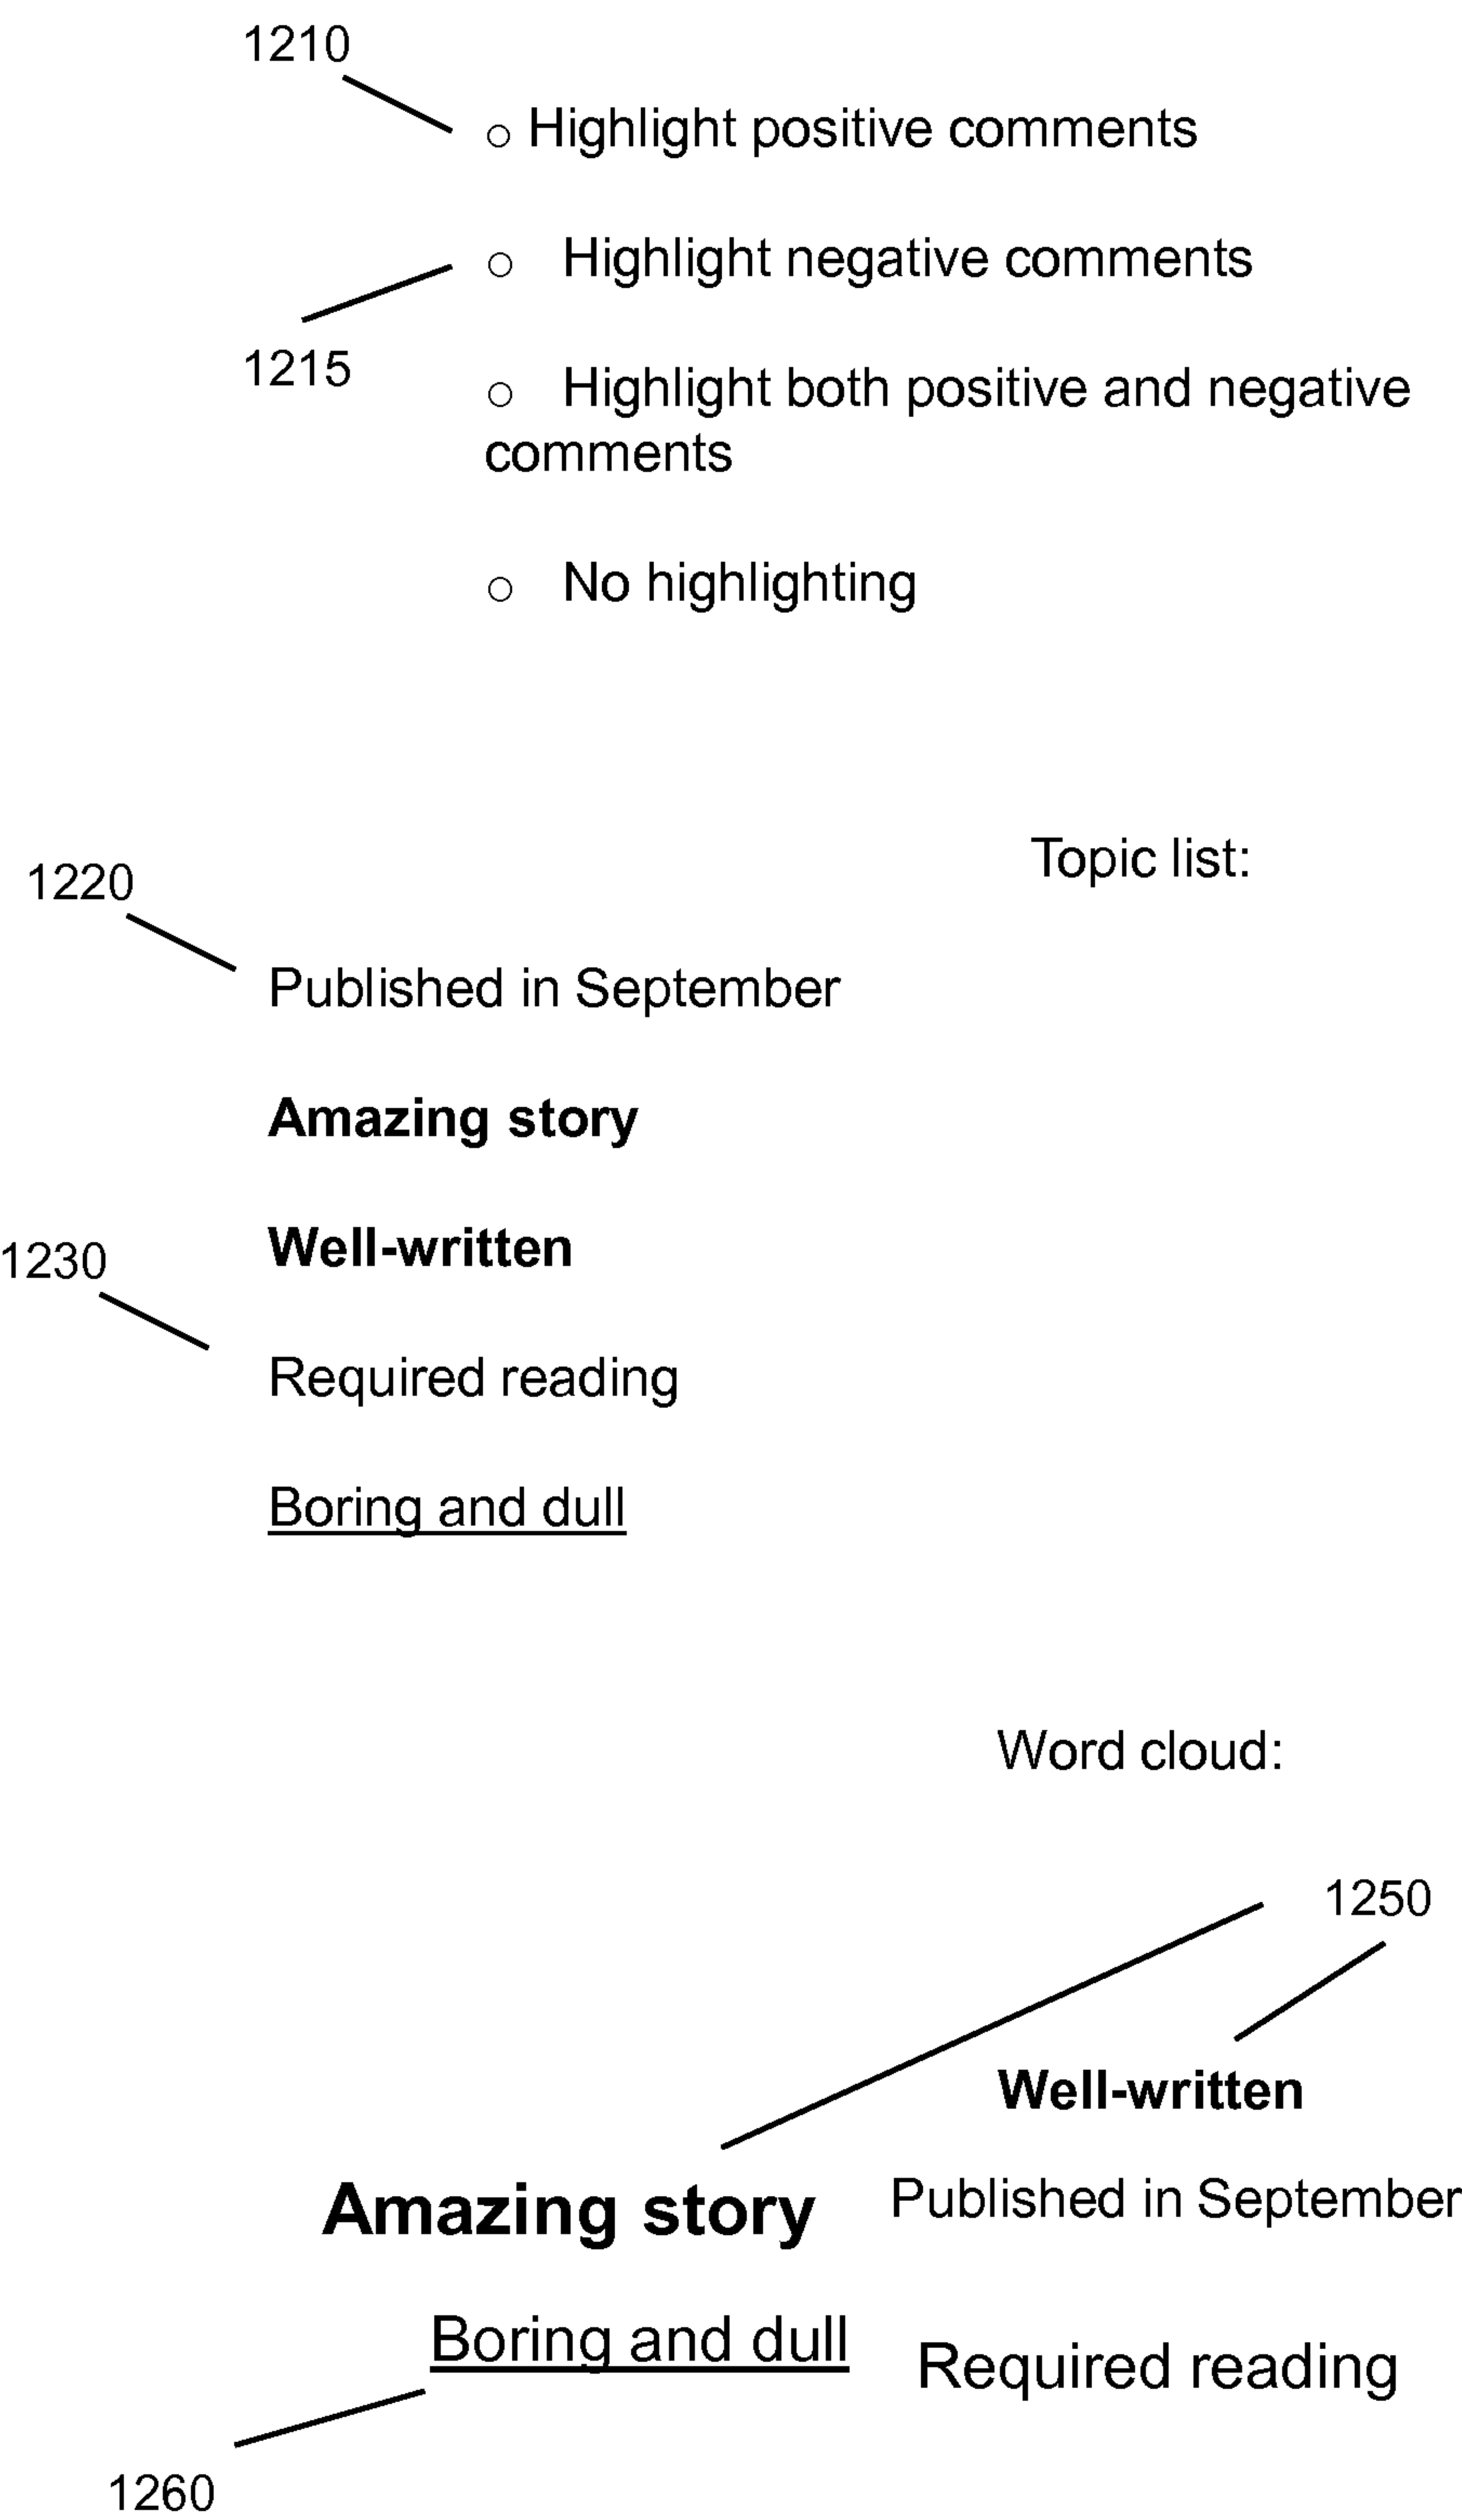 1210
○ Highlight positive comments
○ Highlight negative comments
1215
○ Highlight both positive and negative
comments
○ No highlighting
Topic list:
1220
Published in September
Amazing story
Well-written
1230
Required reading
Boring and dull
Word cloud:
1250
Well-written
Amazing story
Published in September
Boring and dull
Required reading
1260